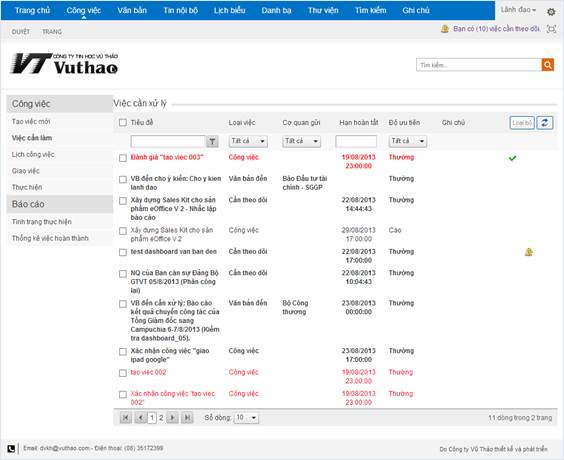 Trang chủ Công việc Văn bản Tin nội bộ Lịch biểu Danh bạ Thư viện Tìm kiếm Ghi chú Lãnh đạo
DUYỆT TRANG
Bạn có (10) việc cần theo dõi.
CÔNG TY TIN HỌC VŨ THẢO
VT Vuthao
Tìm kiếm...
Công việc
Tạo việc mới
Việc cần làm
Lịch công việc
Giao việc
Thực hiện
Báo cáo
Tình trạng thực hiện
Thống kê việc hoàn thành
Việc cần xử lý
Tiêu đề Loại việc Cơ quan gửi Hạn hoàn tất Độ ưu tiên Ghi chú Loại bỏ
Tất cả Tất cả Tất cả
Đánh giá "tao viec 003" Công việc 19/08/2013 Thường
23:00:00
VB đến cho ý kiến: Cho y kien Văn bản đến Báo Đầu tư tài Thường
lanh dao chính - SGGP
Xây dựng Sales Kit cho sản Cần theo dõi 22/08/2013 Thường
phẩm eOffice V 2 - Nhắc lập 14:44:43
báo cáo
Xây dựng Sales Kit cho sản Công việc 29/08/2013 Cao
phẩm eOffice V 2 17:00:00
test dashboard van ban den Cần theo dõi 22/08/2013 Thường
17:00:00
NQ của Ban cán sự Đảng Bộ Cần theo dõi 22/08/2013 Thường
GTVT 05/8/2013 (Phân công 10:04:43
lại)
VB đến cần xử lý: Báo cáo Văn bản đến Bộ Công 23/08/2013 Thường
kết quả chuyến công tác của thương 00:00:00
Tổng Giám đốc sang
Campuchia 6-7/8/2013 (Kiểm
tra dashboard_05).
Xác nhận công việc "giao Công việc 23/08/2013 Thường
ipad google" 17:00:00
tao viec 002 Công việc 19/08/2013 Thường
23:00:00
Xác nhận công việc "tao viec Công việc 19/08/2013 Thường
002" 23:00:00
1 2 Số dòng: 10 11 dòng trong 2 trang
Email: dvkh@vuthao.com - Điện thoại: (08) 35172399 Do Công ty Vũ Thảo thiết kế và phát triển